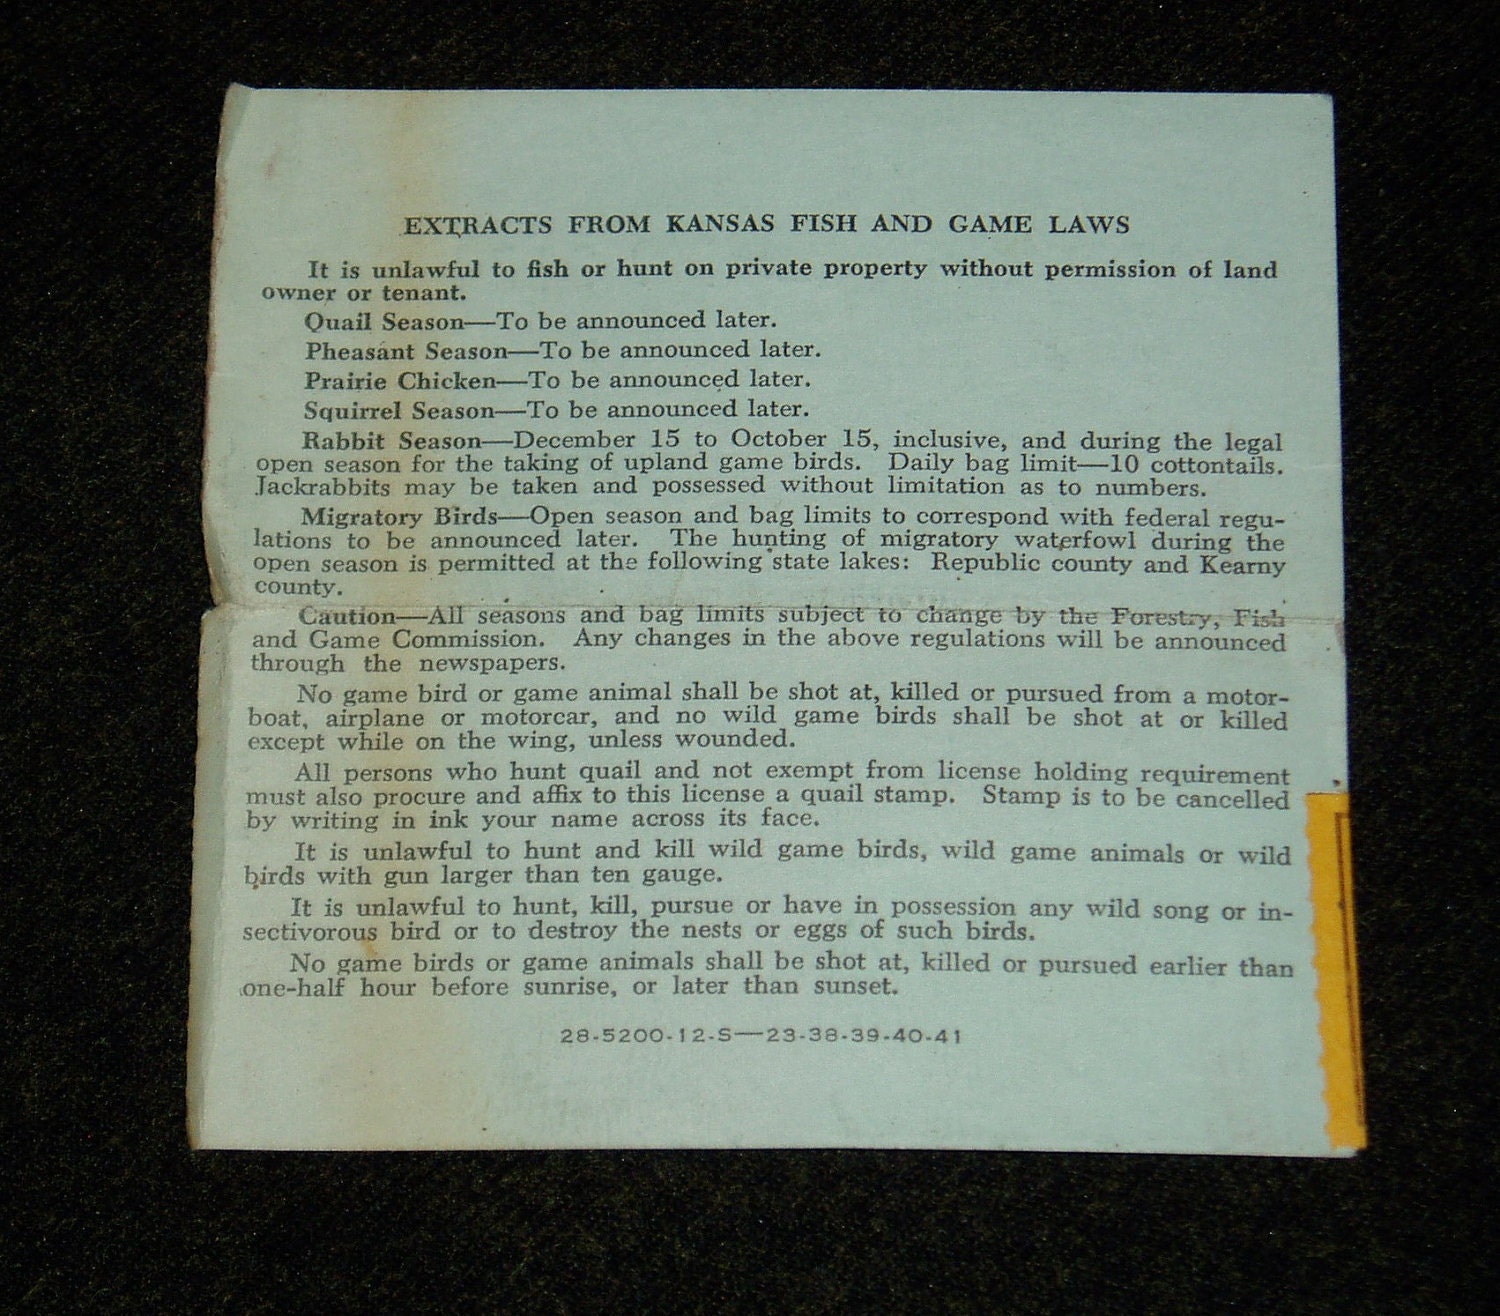 EXTRACTS FROM KANSAS FISH AND GAME LAWS
It is unlawful to fish or hunt on private property without permission of land
owner or tenant.
Quail Season—To be announced later.
Pheasant Season—To be announced later.
Prairie Chicken—To be announced later.
Squirrel Season—To be announced later.
Rabbit Season—December 15 to October 15, inclusive, and during the legal
open season for the taking of upland game birds. Daily bag limit—10 cottontails.
Jackrabbits may be taken and possessed without limitation as to numbers.
Migratory Birds—Open season and bag limits to correspond with federal regu-
lations to be announced later. The hunting of migratory waterfowl during the
open season is permitted at the following state lakes: Republic county and Kearny
county.
Caution—All seasons and bag limits subject to change by the Forestry, Fish
and Game Commission. Any changes in the above regulations will be announced
through the newspapers.
No game bird or game animal shall be shot at, killed or pursued from a motor-
boat, airplane or motorcar, and no wild game birds shall be shot at or killed
except while on the wing, unless wounded.
All persons who hunt quail and not exempt from license holding requirement
must also procure and affix to this license a quail stamp. Stamp is to be cancelled
by writing in ink your name across its face.
It is unlawful to hunt and kill wild game birds, wild game animals or wild
birds with gun larger than ten gauge.
It is unlawful to hunt, kill, pursue or have in possession any wild song or in-
sectivorous bird or to destroy the nests or eggs of such birds.
No game birds or game animals shall be shot at, killed or pursued earlier than
one-half hour before sunrise, or later than sunset.
28-5200-12-S—23-38-39-40-41